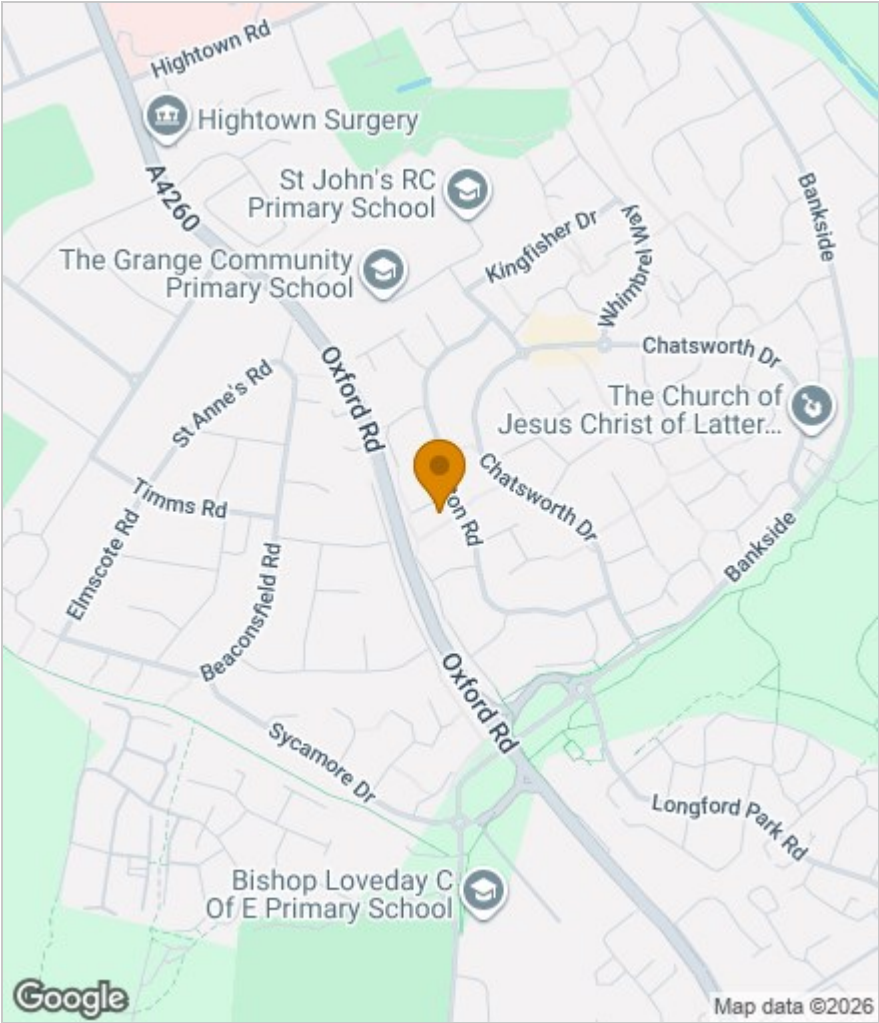 Hightown Rd
Hightown Surgery
A4260
St John's RC
Primary School
Bankside
Kingfisher Dr
Whimbrel Way
The Grange Community
Primary School
Chatsworth Dr
Oxford Rd
St Anne's Rd
The Church of
Jesus Christ of Latter...
Chatsworth Dr
Timms Rd
Rd
Elmscote Rd
Bankside
Beaconsfield Rd
Oxford Rd
Sycamore Dr
Longford Park Rd
Bishop Loveday C
Of E Primary School
Google
Map data ©2026